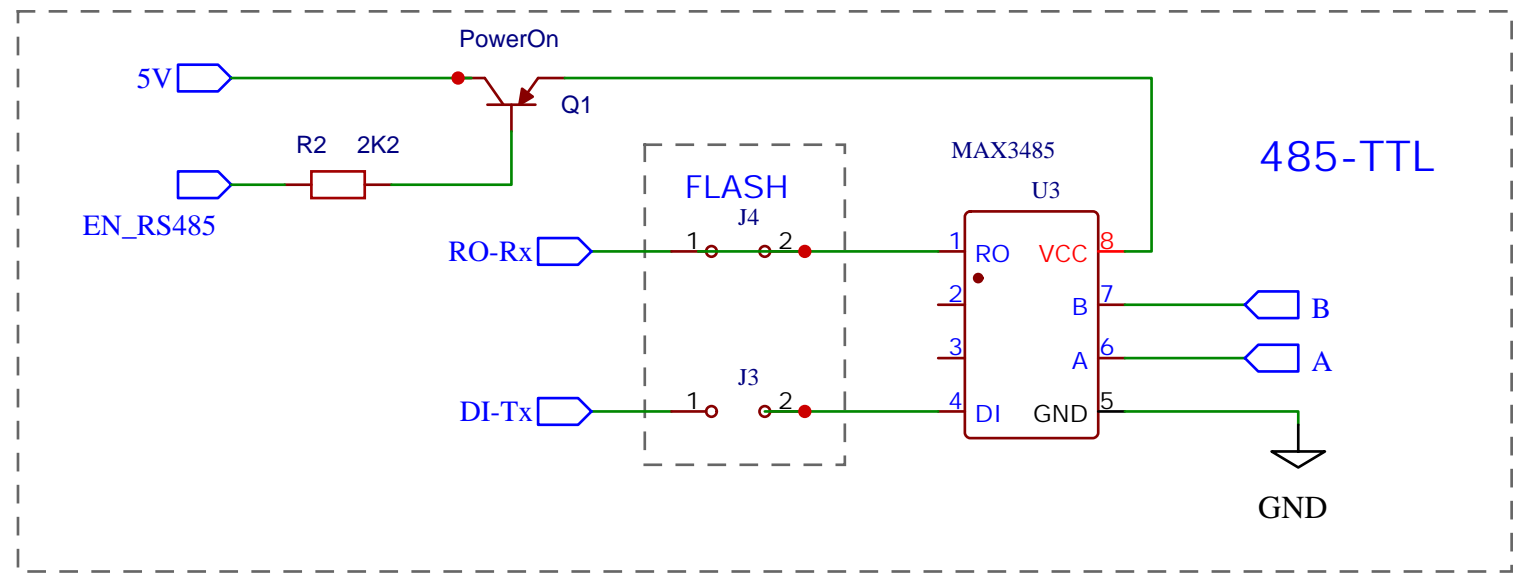 PowerOn
5V
Q1
R2 2K2
EN_RS485
FLASH
J4
MAX3485
U3
485-TTL
RO-Rx
1 2
1 RO VCC 8
2 B 7 B
3 A 6 A
J3
DI-Tx
1 2
4 DI GND 5
GND